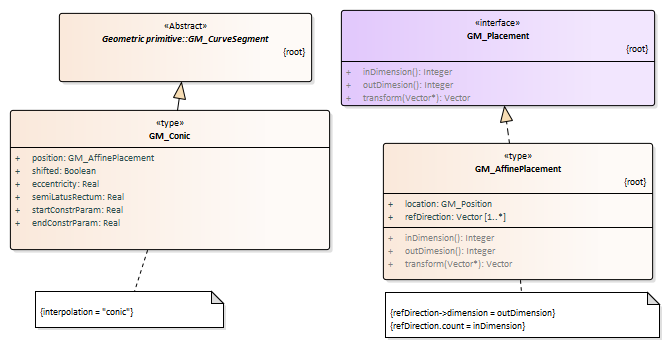 «Abstract»
Geometric primitive::GM_CurveSegment
{root}
«type»
GM_Conic
+ position: GM_AffinePlacement
+ shifted: Boolean
+ eccentricity: Real
+ semiLatusRectum: Real
+ startConstrParam: Real
+ endConstrParam: Real
{interpolation = "conic"}
«interface»
GM_Placement
{root}
+ inDimension(): Integer
+ outDimesion(): Integer
+ transform(Vector*): Vector
«type»
GM_AffinePlacement
{root}
+ location: GM_Position
+ refDirection: Vector [1..*]
+ inDimension(): Integer
+ outDimesion(): Integer
+ transform(Vector*): Vector
{refDirection->dimension = outDimension}
{refDirection.count = inDimension}